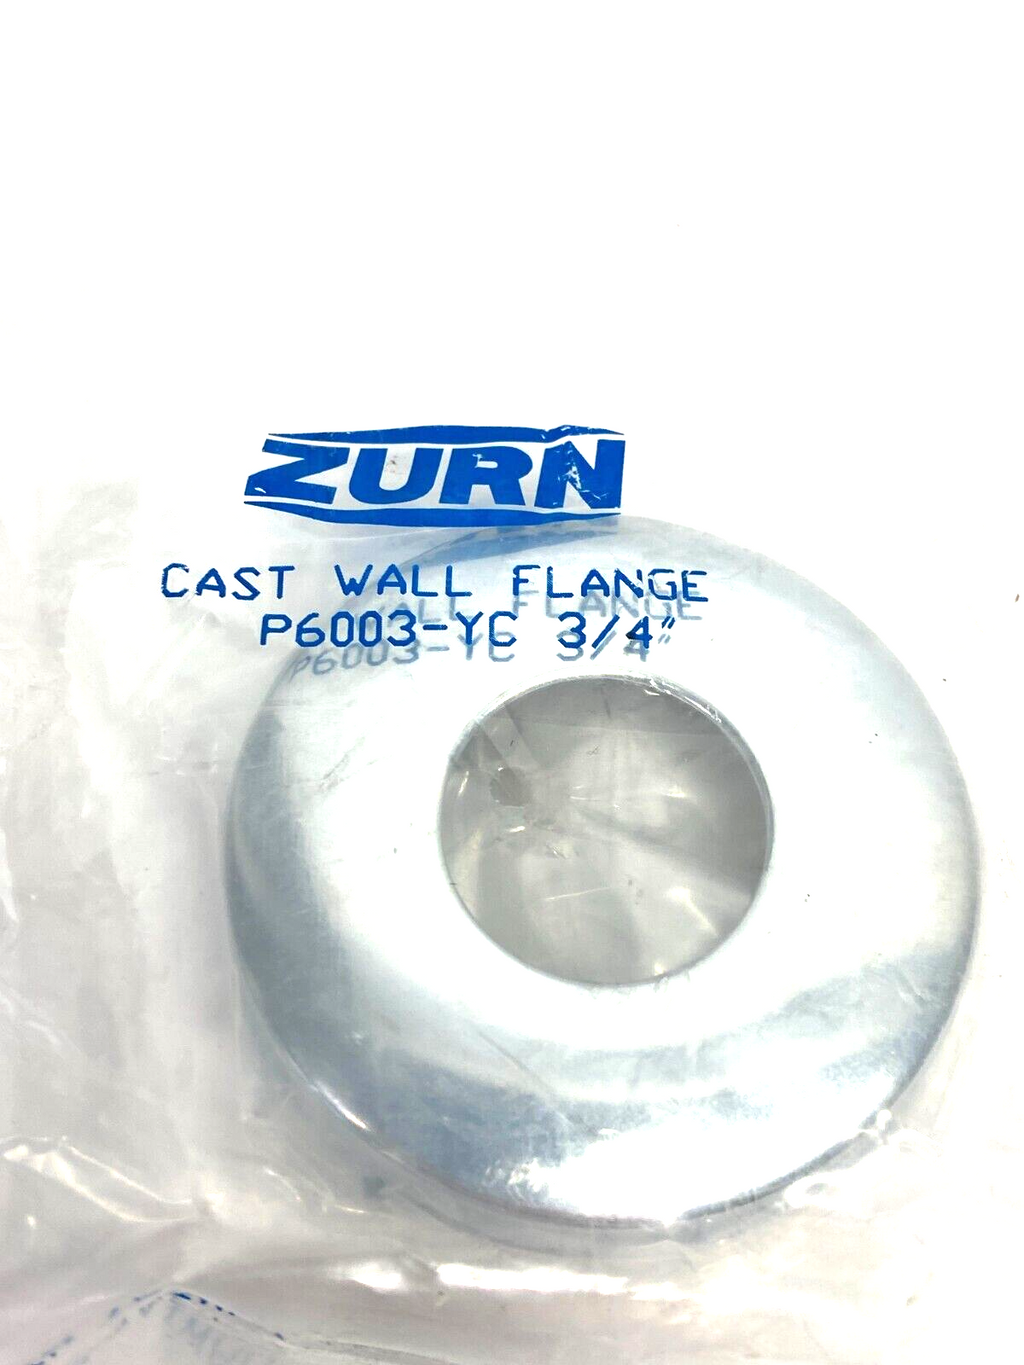 ZURN
CAST WALL FLANGE
P6003-YC 3/4"